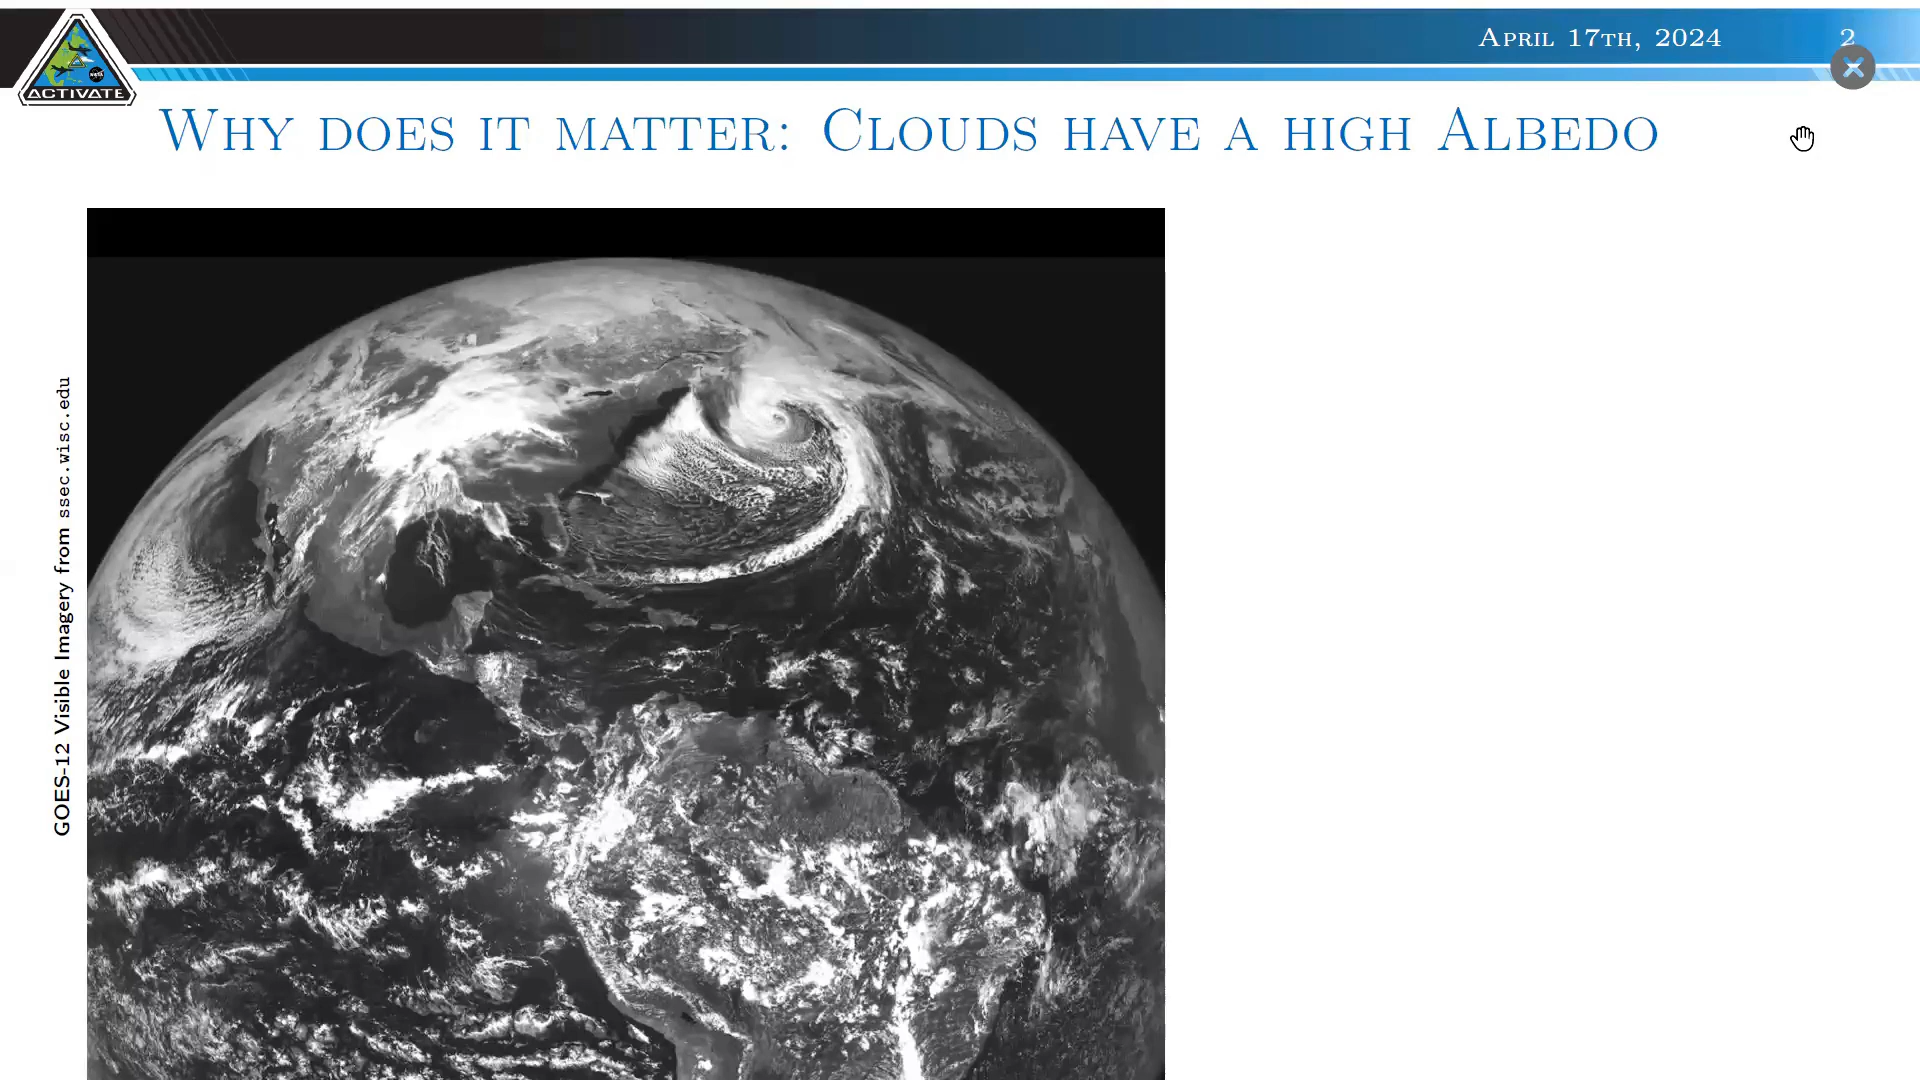 April 17th, 2024
2
NASA
ACTIVATE
Why does it matter: Clouds have a high Albedo
GOES-12 Visible Imagery from ssec.wisc.edu